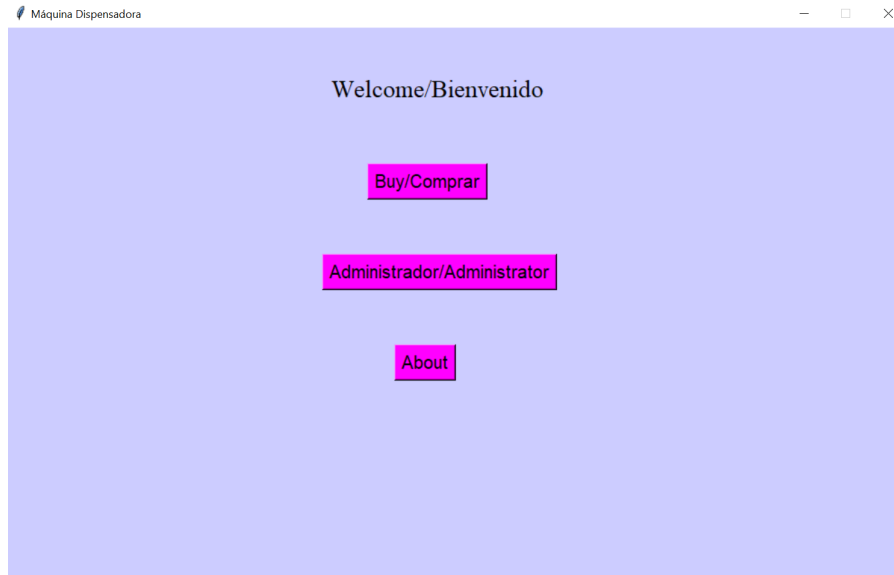 Máquina Dispensadora
Welcome/Bienvenido
Buy/Comprar
Administrador/Administrator
About